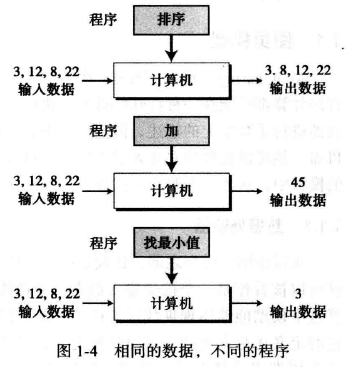 程序 排序
3, 12, 8, 22 计算机 3. 8, 12, 22
输入数据 输出数据
程序 加
3, 12, 8, 22 计算机 45
输入数据 输出数据
程序 找最小值
3, 12, 8, 22 计算机 3
输入数据 输出数据
图 1-4 相同的数据，不同的程序